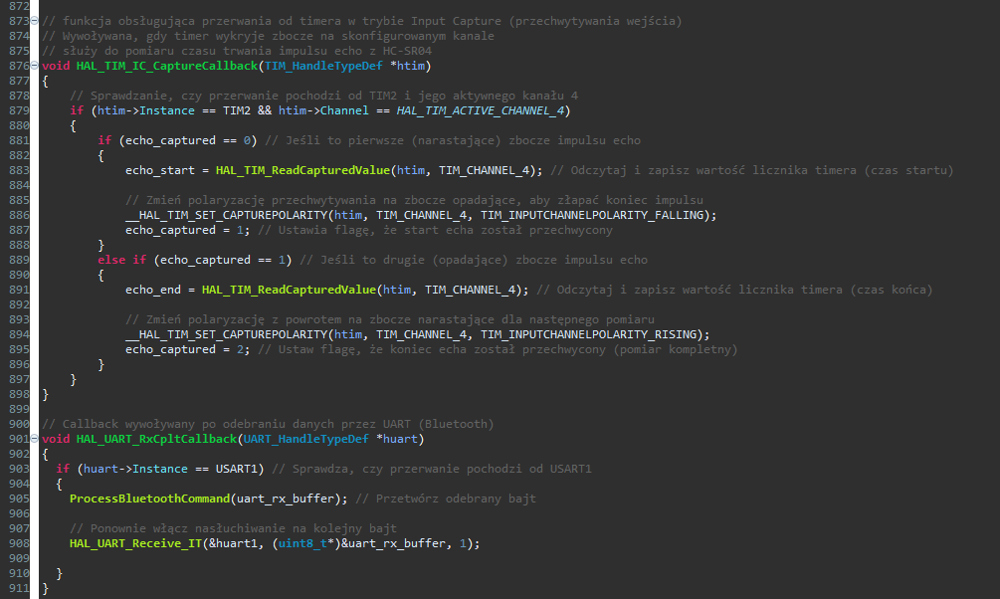 872
873 // funkcja obsługująca przerwania od timera w trybie Input Capture (przechwytywania wejścia)
874 // Wywoływana, gdy timer wykryje zbocze na skonfigurowanym kanale
875 // służy do pomiaru czasu trwania impulsu echo z HC-SR04
876 void HAL_TIM_IC_CaptureCallback(TIM_HandleTypeDef *htim)
877 {
878     // Sprawdzanie, czy przerwanie pochodzi od TIM2 i jego aktywnego kanału 4
879     if (htim->Instance == TIM2 && htim->Channel == HAL_TIM_ACTIVE_CHANNEL_4)
880     {
881         if (echo_captured == 0) // Jeśli to pierwsze (narastające) zbocze impulsu echo
882         {
883             echo_start = HAL_TIM_ReadCapturedValue(htim, TIM_CHANNEL_4); // Odczytaj i zapisz wartość licznika timera (czas startu)
884
885             // Zmień polaryzację przechwytywania na zbocze opadające, aby złapać koniec impulsu
886             __HAL_TIM_SET_CAPTUREPOLARITY(htim, TIM_CHANNEL_4, TIM_INPUTCHANNELPOLARITY_FALLING);
887             echo_captured = 1; // Ustawia flagę, że start echa został przechwycony
888         }
889         else if (echo_captured == 1) // Jeśli to drugie (opadające) zbocze impulsu echo
890         {
891             echo_end = HAL_TIM_ReadCapturedValue(htim, TIM_CHANNEL_4); // Odczytaj i zapisz wartość licznika timera (czas końca)
892
893             // Zmień polaryzację z powrotem na zbocze narastające dla następnego pomiaru
894             __HAL_TIM_SET_CAPTUREPOLARITY(htim, TIM_CHANNEL_4, TIM_INPUTCHANNELPOLARITY_RISING);
895             echo_captured = 2; // Ustaw flagę, że koniec echa został przechwycony (pomiar kompletny)
896         }
897     }
898 }
899
900 // Callback wywoływany po odebraniu danych przez UART (Bluetooth)
901 void HAL_UART_RxCpltCallback(UART_HandleTypeDef *huart)
902 {
903   if (huart->Instance == USART1) // Sprawdza, czy przerwanie pochodzi od USART1
904   {
905     ProcessBluetoothCommand(uart_rx_buffer); // Przetwórz odebrany bajt
906
907     // Ponownie włącz nasłuchiwanie na kolejny bajt
908     HAL_UART_Receive_IT(&huart1, (uint8_t*)&uart_rx_buffer, 1);
909
910   }
911 }